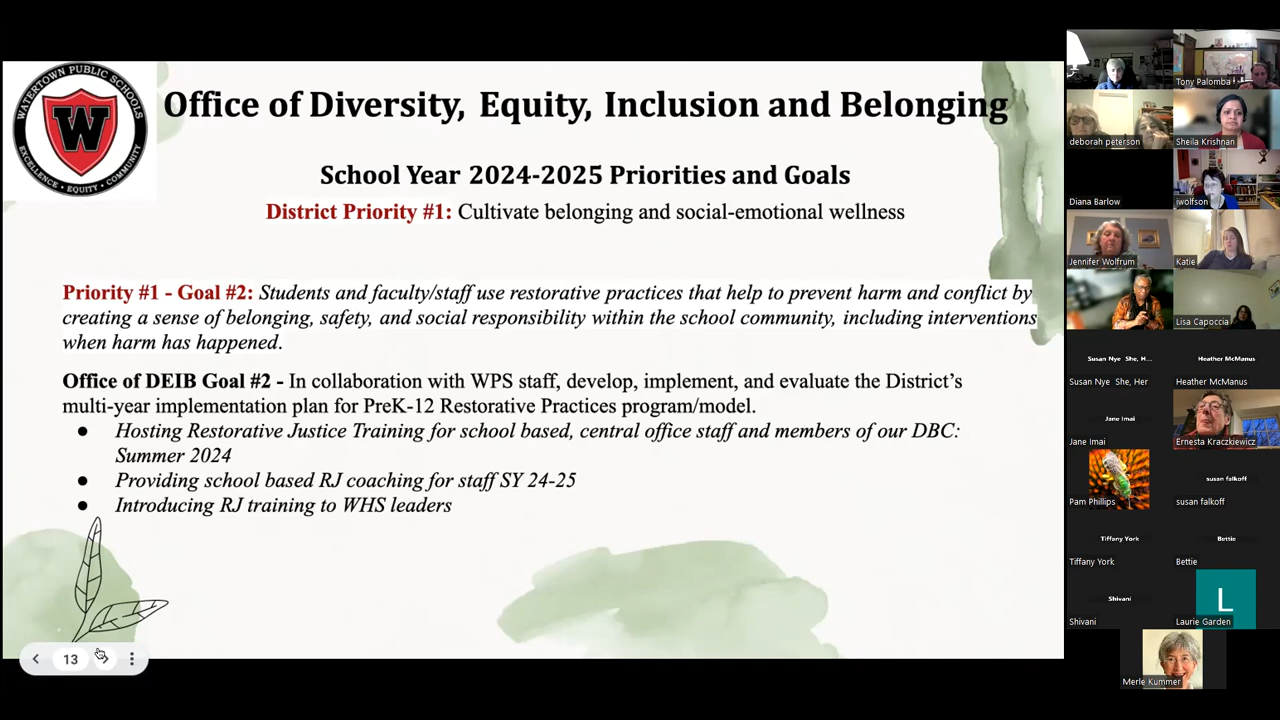 WATERTOWN PUBLIC SCHOOLS
W
EXCELLENCE • EQUITY • COMMUNITY
Office of Diversity, Equity, Inclusion and Belonging
School Year 2024-2025 Priorities and Goals
District Priority #1: Cultivate belonging and social-emotional wellness
Priority #1 - Goal #2: Students and faculty/staff use restorative practices that help to prevent harm and conflict by
creating a sense of belonging, safety, and social responsibility within the school community, including interventions
when harm has happened.
Office of DEIB Goal #2 - In collaboration with WPS staff, develop, implement, and evaluate the District's
multi-year implementation plan for PreK-12 Restorative Practices program/model.
● Hosting Restorative Justice Training for school based, central office staff and members of our DBC:
Summer 2024
● Providing school based RJ coaching for staff SY 24-25
● Introducing RJ training to WHS leaders
13
Tony Palomba
deborah peterson
Sheila Krishnan
Diana Barlow
jwolfson
Jennifer Wolfrum
Katie
Lisa Capoccia
Susan Nye She, H...
Susan Nye She, Her
Heather McManus
Heather McManus
Jane Imai
Jane Imai
Ernesta Kraczkiewicz
Pam Phillips
susan falkoff
susan falkoff
Tiffany York
Tiffany York
Bettie
Bettie
Shivani
Shivani
L
Laurie Garden
Merle Kummer